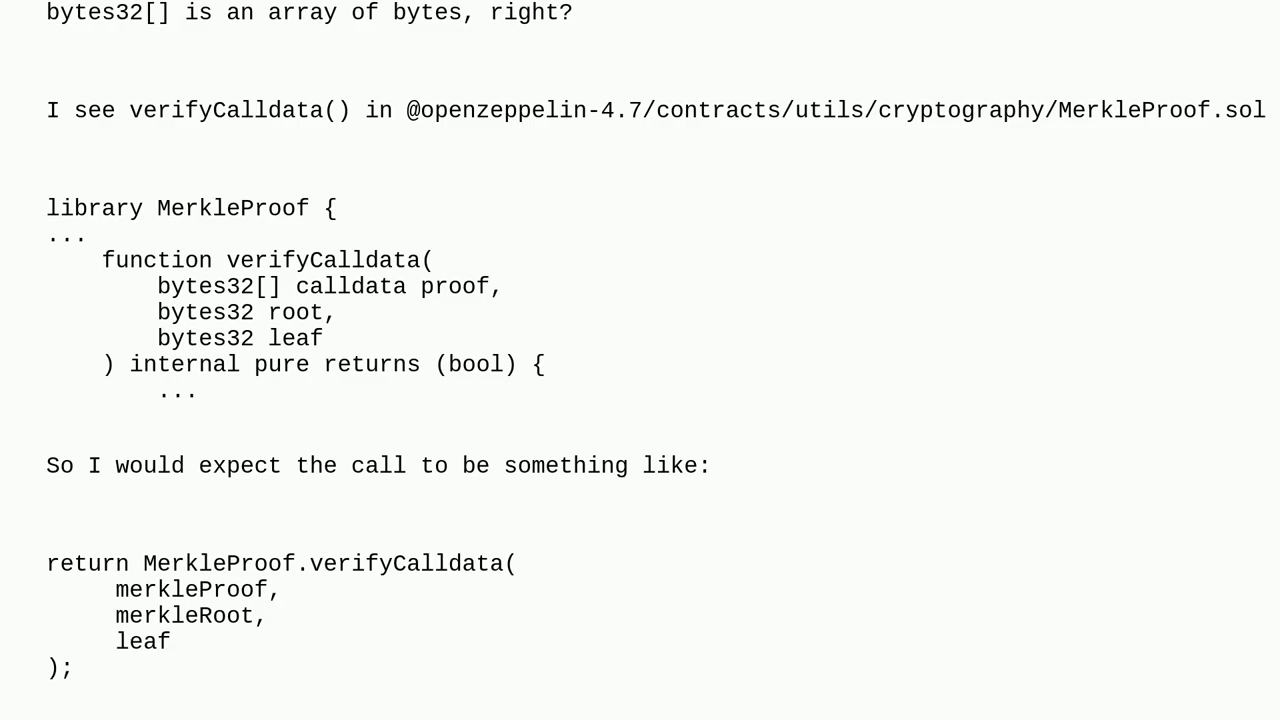 bytes32[] is an array of bytes, right?
I see verifyCalldata() in @openzeppelin-4.7/contracts/utils/cryptography/MerkleProof.sol
library MerkleProof {
...
    function verifyCalldata(
        bytes32[] calldata proof,
        bytes32 root,
        bytes32 leaf
    ) internal pure returns (bool) {
        ...
So I would expect the call to be something like:
return MerkleProof.verifyCalldata(
     merkleProof,
     merkleRoot,
     leaf
);